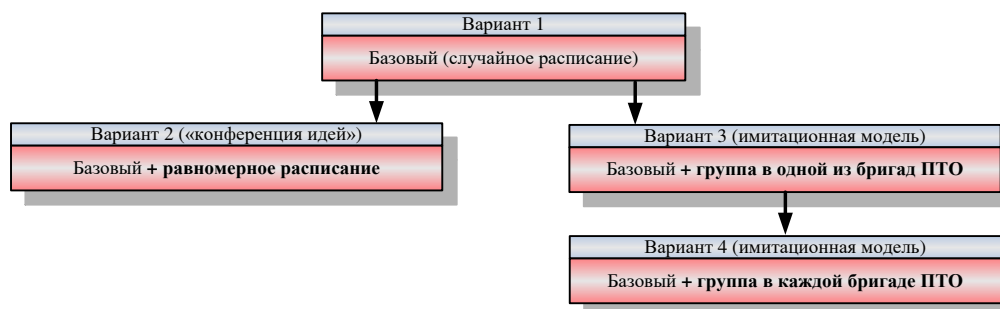 Вариант 1
Базовый (случайное расписание)
Вариант 2 («конференция идей»)
Базовый + равномерное расписание
Вариант 3 (имитационная модель)
Базовый + группа в одной из бригад ПТО
Вариант 4 (имитационная модель)
Базовый + группа в каждой бригаде ПТО